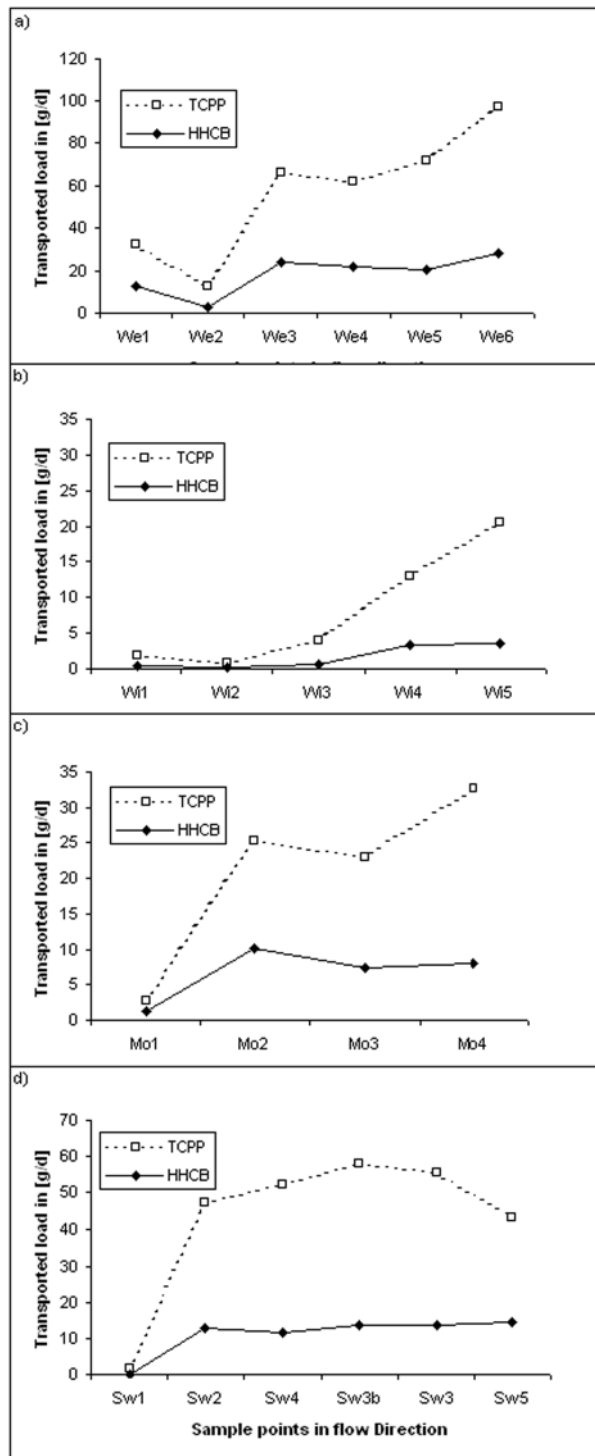 a)
Transported load in [g/d]
120
100
80
60
40
20
0
TCPP
HHCB
We1 We2 We3 We4 We5 We6
b)
Transported load in [g/d]
35
30
25
20
15
10
5
0
TCPP
HHCB
Wi1 Wi2 Wi3 Wi4 Wi5
c)
Transported load in [g/d]
35
30
25
20
15
10
5
0
TCPP
HHCB
Mo1 Mo2 Mo3 Mo4
d)
Transported load in [g/d]
70
60
50
40
30
20
10
0
TCPP
HHCB
Sw1 Sw2 Sw4 Sw3b Sw3 Sw5
Sample points in flow Direction